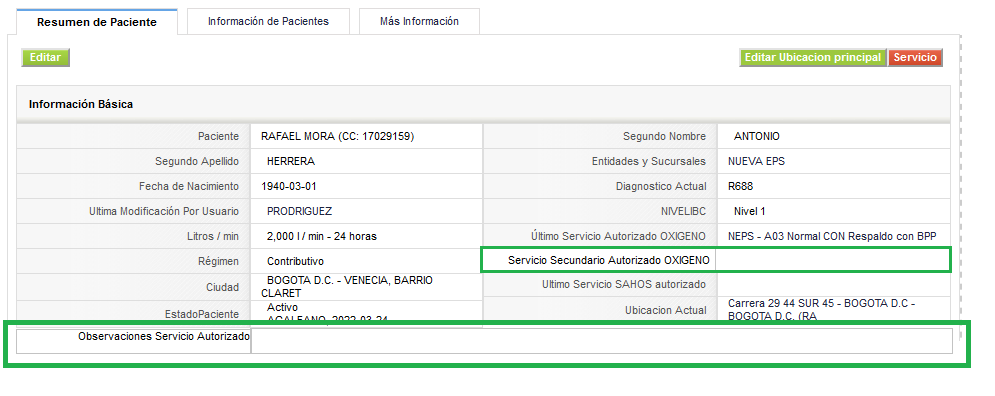 Resumen de Paciente
Información de Pacientes
Más Información
Editar
Editar Ubicacion principal
Servicio
Información Básica
Paciente RAFAEL MORA (CC: 17029159) Segundo Nombre ANTONIO
Segundo Apellido HERRERA Entidades y Sucursales NUEVA EPS
Fecha de Nacimiento 1940-03-01 Diagnostico Actual R688
Ultima Modificación Por Usuario PRODRIGUEZ NIVELIBC Nivel 1
Litros / min 2,000 l / min - 24 horas Último Servicio Autorizado OXIGENO NEPS - A03 Normal CON Respaldo con BPP
Régimen Contributivo Servicio Secundario Autorizado OXIGENO
Ciudad BOGOTA D.C. - VENECIA, BARRIO
CLARET
Ultimo Servicio SAHOS autorizado
EstadoPaciente Activo
AGALEANO, 2022-03-24
Ubicacion Actual Carrera 29 44 SUR 45 - BOGOTA D.C -
BOGOTA D.C. (RA
Observaciones Servicio Autorizado